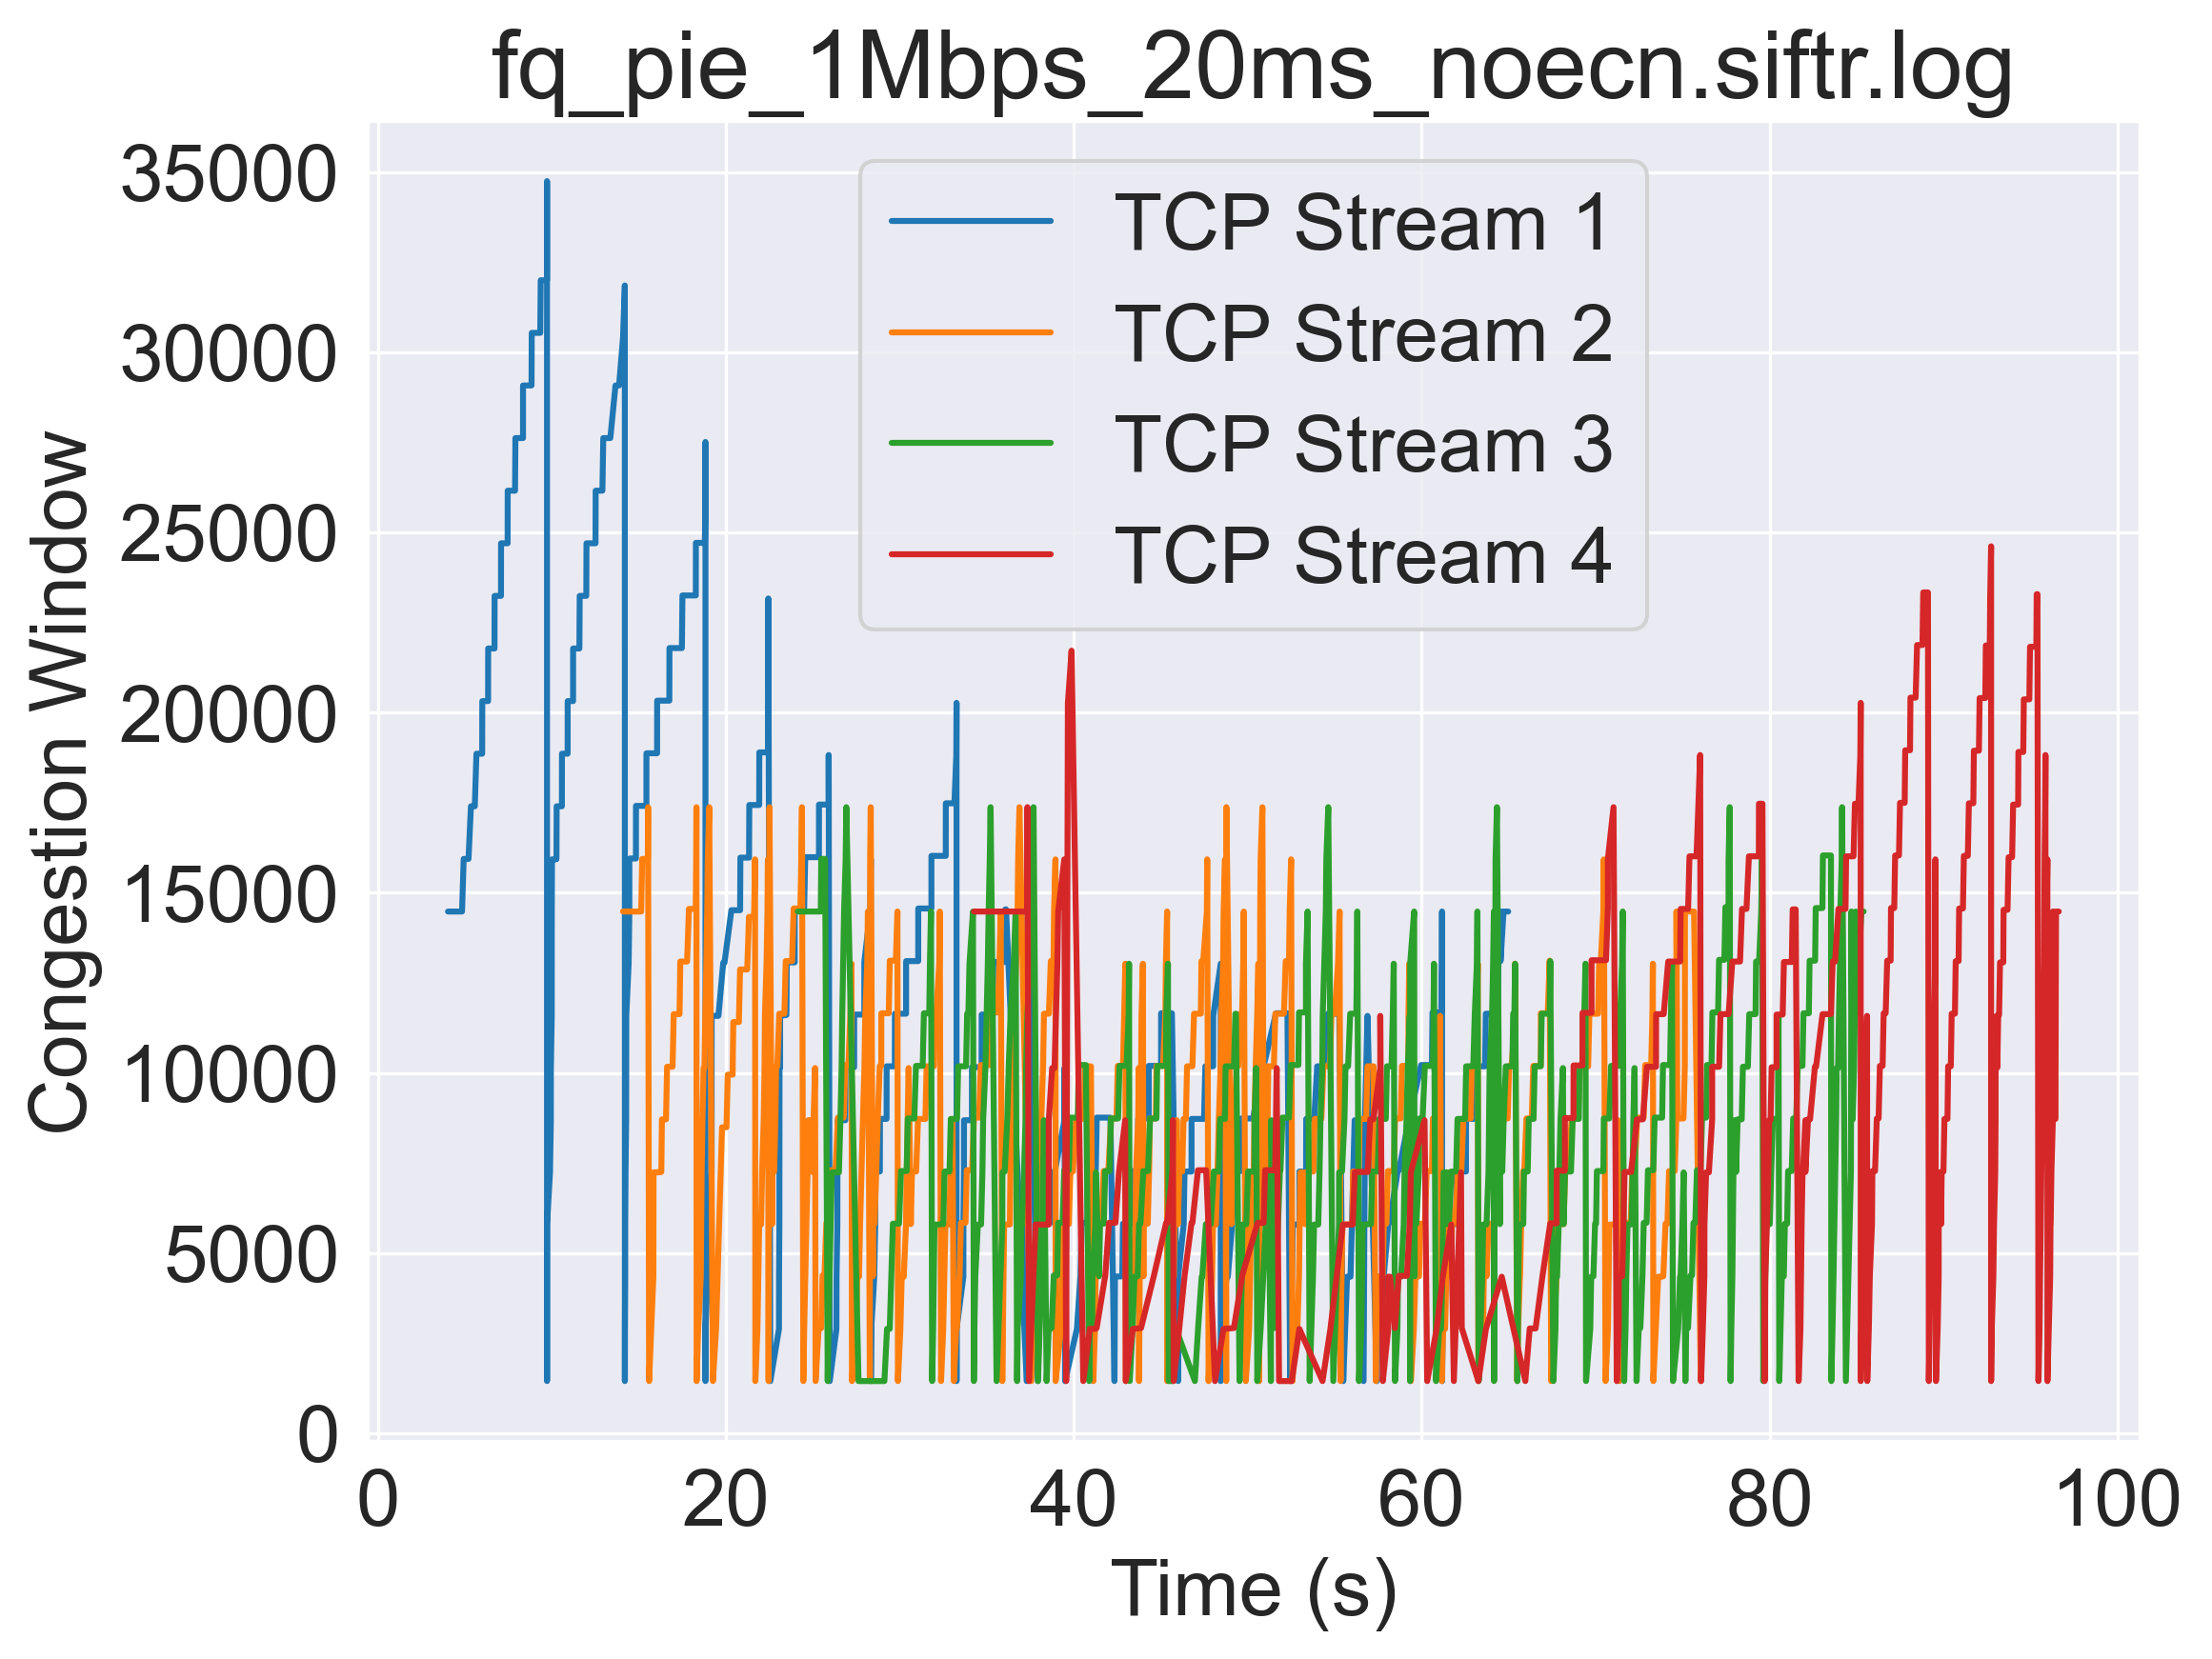 fq_pie_1Mbps_20ms_noecn.siftr.log
35000
30000
25000
20000
15000
10000
5000
0
Congestion Window
TCP Stream 1
TCP Stream 2
TCP Stream 3
TCP Stream 4
0 20 40 60 80 100
Time (s)